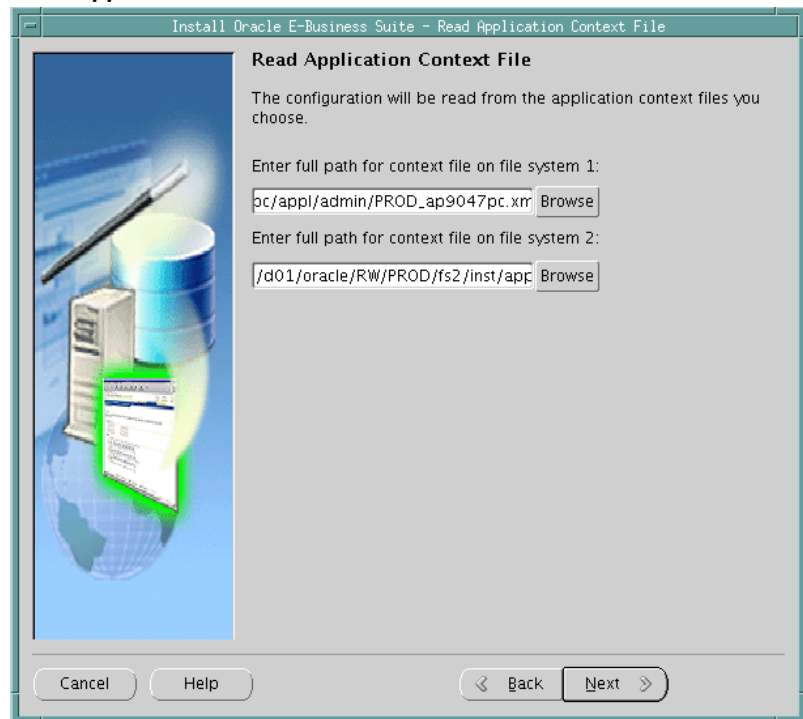 Install Oracle E-Business Suite - Read Application Context File
Read Application Context File
The configuration will be read from the application context files you
choose.
Enter full path for context file on file system 1:
pc/appl/admin/PROD_ap9047pc.xm Browse
Enter full path for context file on file system 2:
/d01/oracle/RW/PROD/fs2/inst/app Browse
Cancel Help Back Next